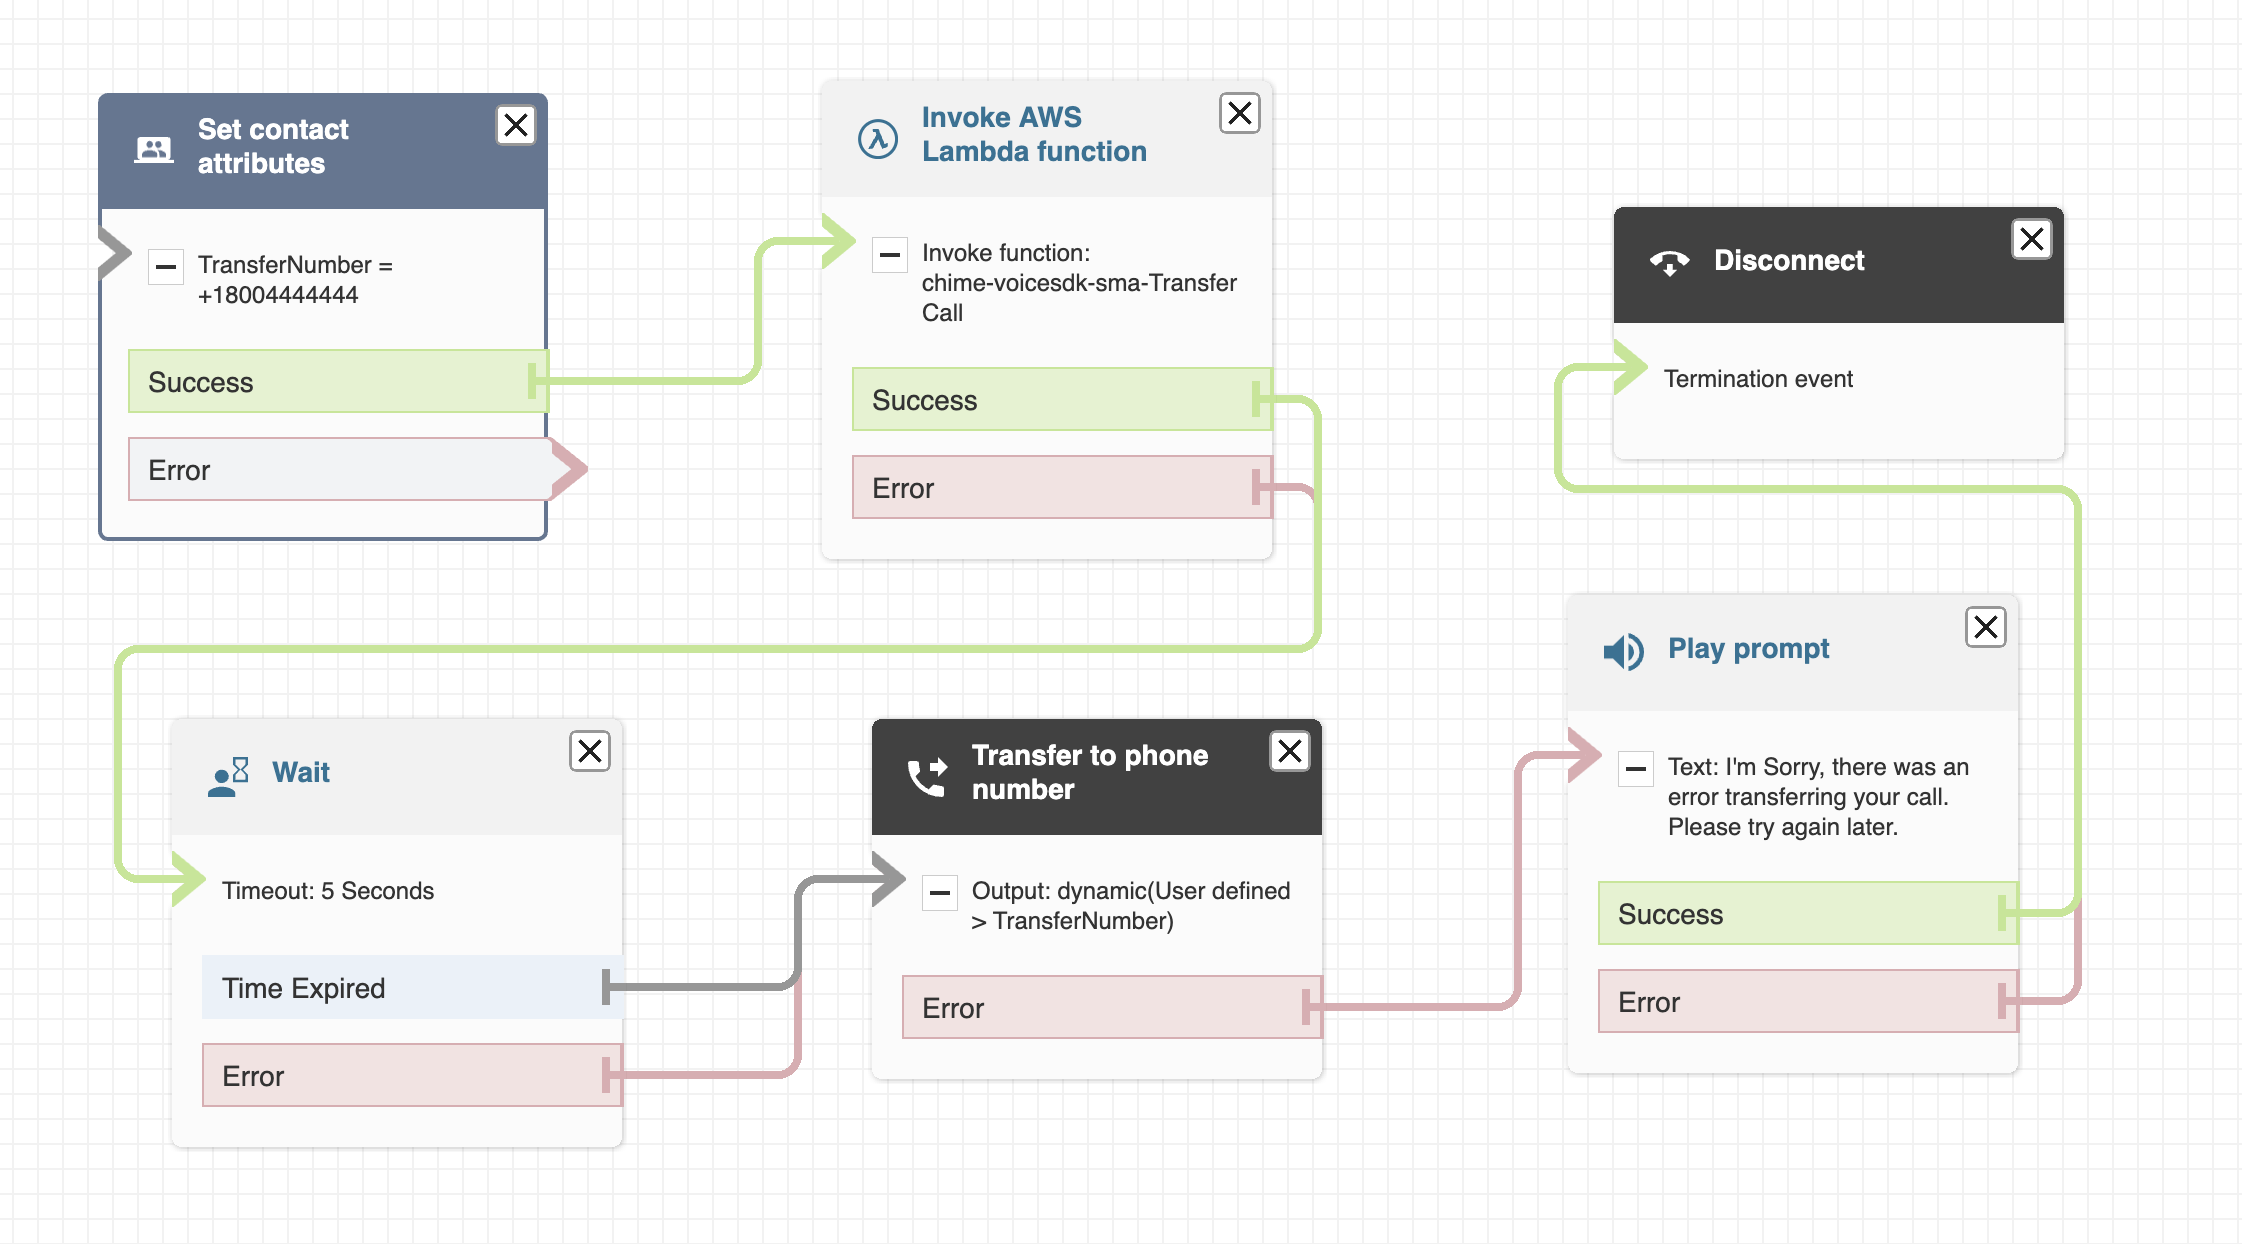 Set contact
attributes
TransferNumber =
+18004444444
Success
Error
Invoke AWS
Lambda function
Invoke function:
chime-voicesdk-sma-Transfer
Call
Success
Error
Disconnect
Termination event
Wait
Timeout: 5 Seconds
Time Expired
Error
Transfer to phone
number
Output: dynamic(User defined
> TransferNumber)
Error
Play prompt
Text: I'm Sorry, there was an
error transferring your call.
Please try again later.
Success
Error